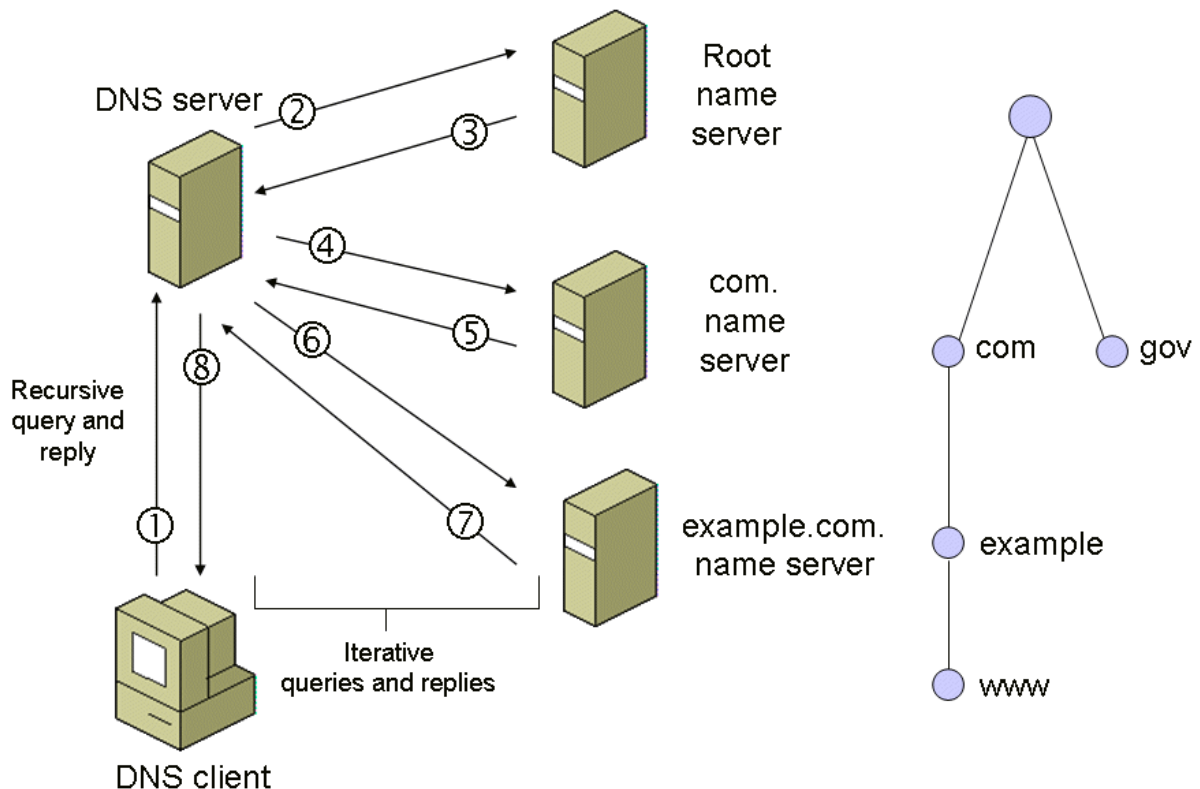 DNS server
②
③
Root
name
server
④
⑤
com.
name
server
⑥
⑦
example.com.
name server
Recursive
query and
reply
①
⑧
Iterative
queries and replies
DNS client
com
gov
example
www